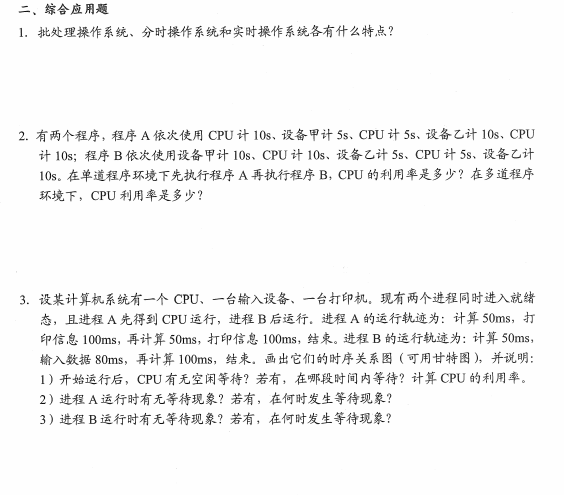 二、综合应用题
1. 批处理操作系统、分时操作系统和实时操作系统各有什么特点？
2. 有两个程序，程序 A 依次使用 CPU 计 10s、设备甲计 5s、CPU 计 5s、设备乙计 10s、CPU
计 10s；程序 B 依次使用设备甲计 10s、CPU 计 10s、设备乙计 5s、CPU 计 5s、设备乙计
10s。在单道程序环境下先执行程序 A 再执行程序 B，CPU 的利用率是多少？在多道程序
环境下，CPU 利用率是多少？
3. 设某计算机系统有一个 CPU、一台输入设备、一台打印机。现有两个进程同时进入就绪
态，且进程 A 先得到 CPU 运行，进程 B 后运行。进程 A 的运行轨迹为：计算 50ms，打
印信息 100ms，再计算 50ms，打印信息 100ms，结束。进程 B 的运行轨迹为：计算 50ms，
输入数据 80ms，再计算 100ms，结束。画出它们的时序关系图（可用甘特图），并说明：
1）开始运行后，CPU 有无空闲等待？若有，在哪段时间内等待？计算 CPU 的利用率。
2）进程 A 运行时有无等待现象？若有，在何时发生等待现象？
3）进程 B 运行时有无等待现象？若有，在何时发生等待现象？